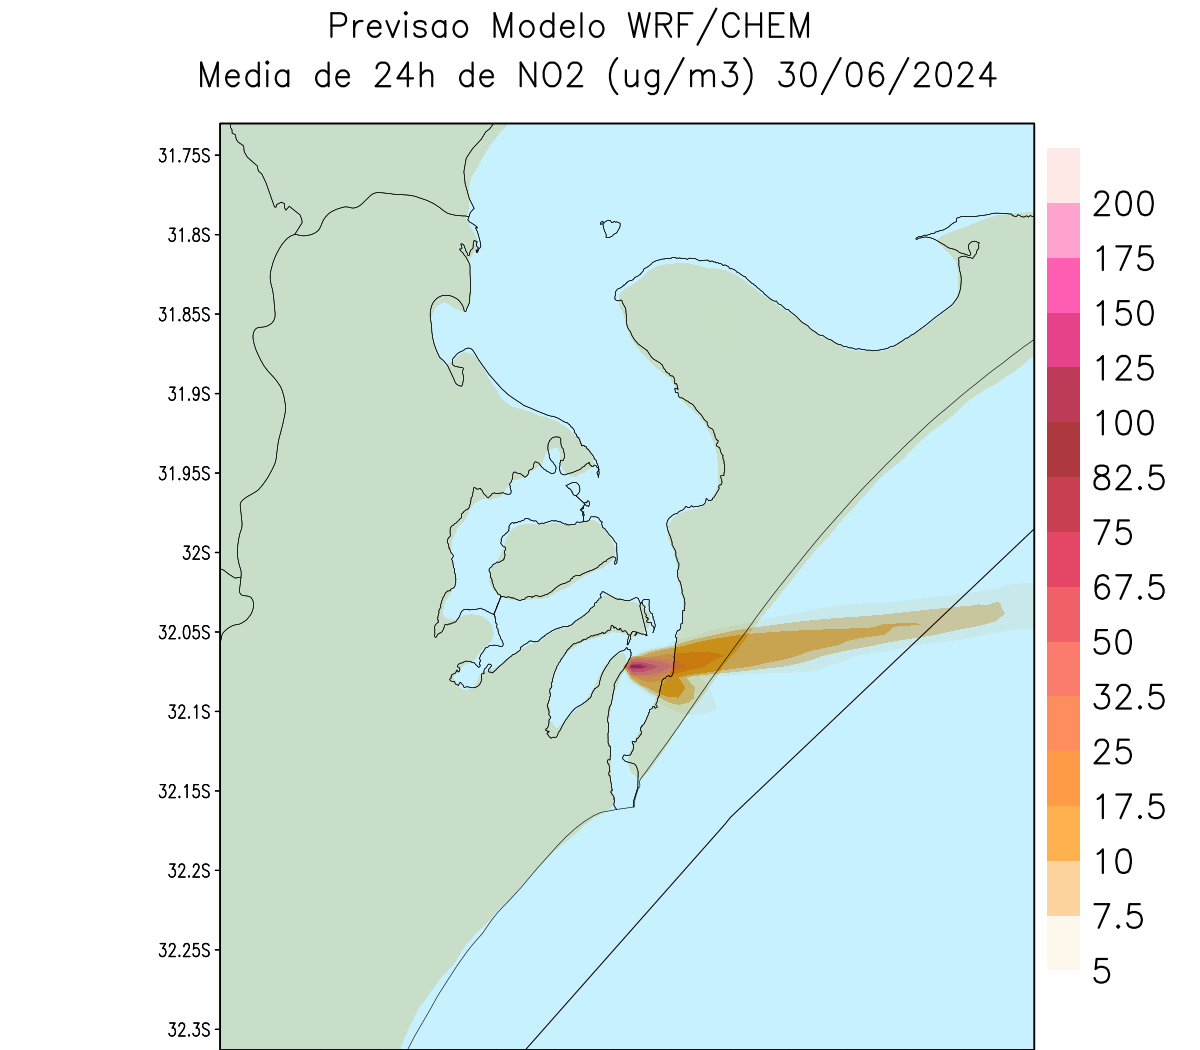 Previsao Modelo WRF/CHEM
Media de 24h de NO2 (ug/m3) 30/06/2024
31.75S
31.8S
31.85S
31.9S
31.95S
32S
32.05S
32.1S
32.15S
32.2S
32.25S
32.3S
200
175
150
125
100
82.5
75
67.5
50
32.5
25
17.5
10
7.5
5